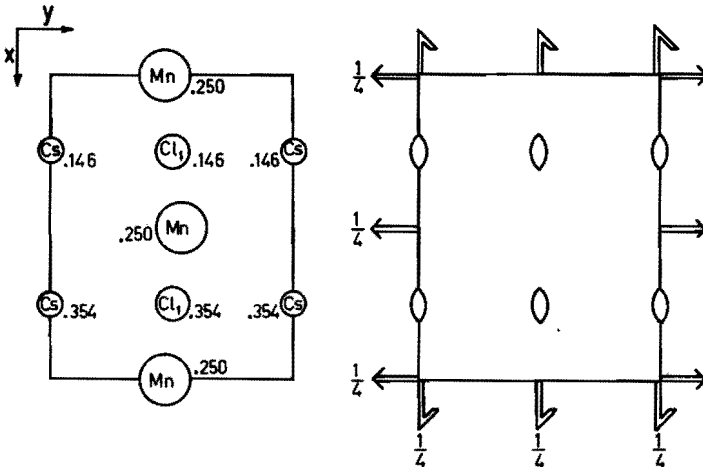 y
x
Mn
.250
Cs
.146
Cl1
.146
.146
Cs
.250
Mn
Cs
.354
Cl1
.354
.354
Cs
.250
Mn
1/4
1/4
1/4
1/4
1/4
1/4